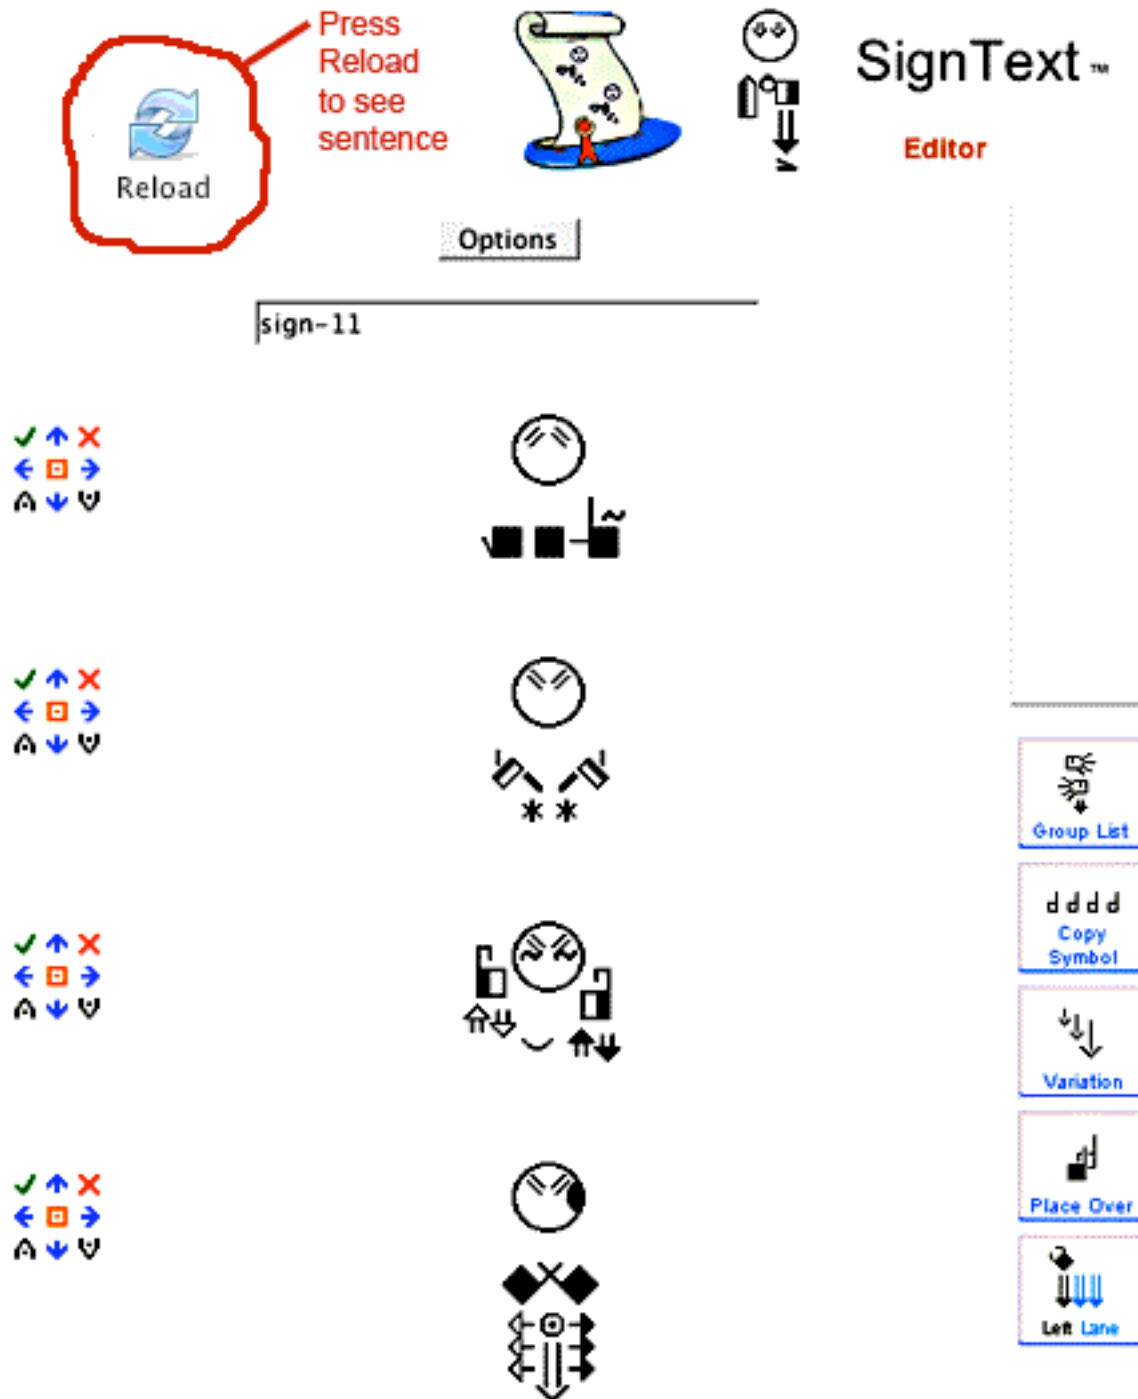 Press
Reload
to see
sentence
Reload
SignText™
Editor
Options
sign-11
Group List
Copy
Symbol
Variation
Place Over
Left Lane